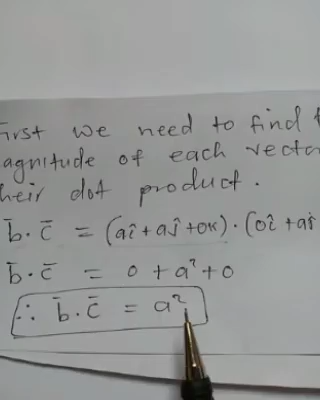 First we need to find t
agnitude of each vecto
heir dot product.
b̄·c̄ = (aî+aĵ+0k)·(0î+aĵ
b̄·c̄ = 0+a²+0
∴ b̄·c̄ = a²